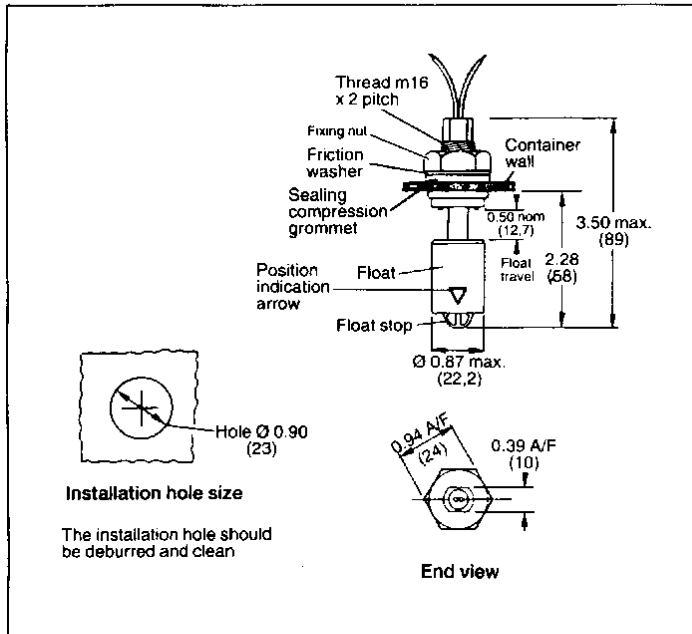 Thread m16
x 2 pitch
Fixing nut
Friction
washer
Sealing
compression
grommet
Container
wall
0.50 nom
(12,7)
Float
travel
3.50 max.
(89)
2.28
(58)
Position
indication
arrow
Float
Float stop
Ø 0.87 max.
(22,2)
Hole Ø 0.90
(23)
Installation hole size
The installation hole should
be deburred and clean
0.94 A/F
(24)
0.39 A/F
(10)
End view